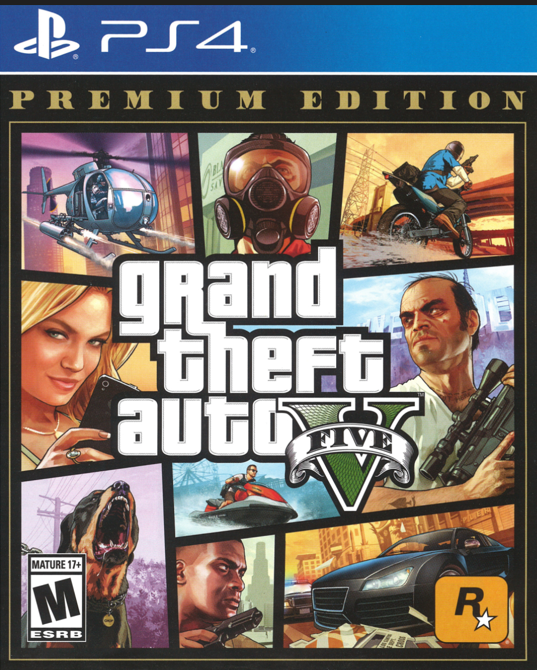 PS4
PREMIUM EDITION
grand
theft
auto V
FIVE
MATURE 17+
M
ESRB
R